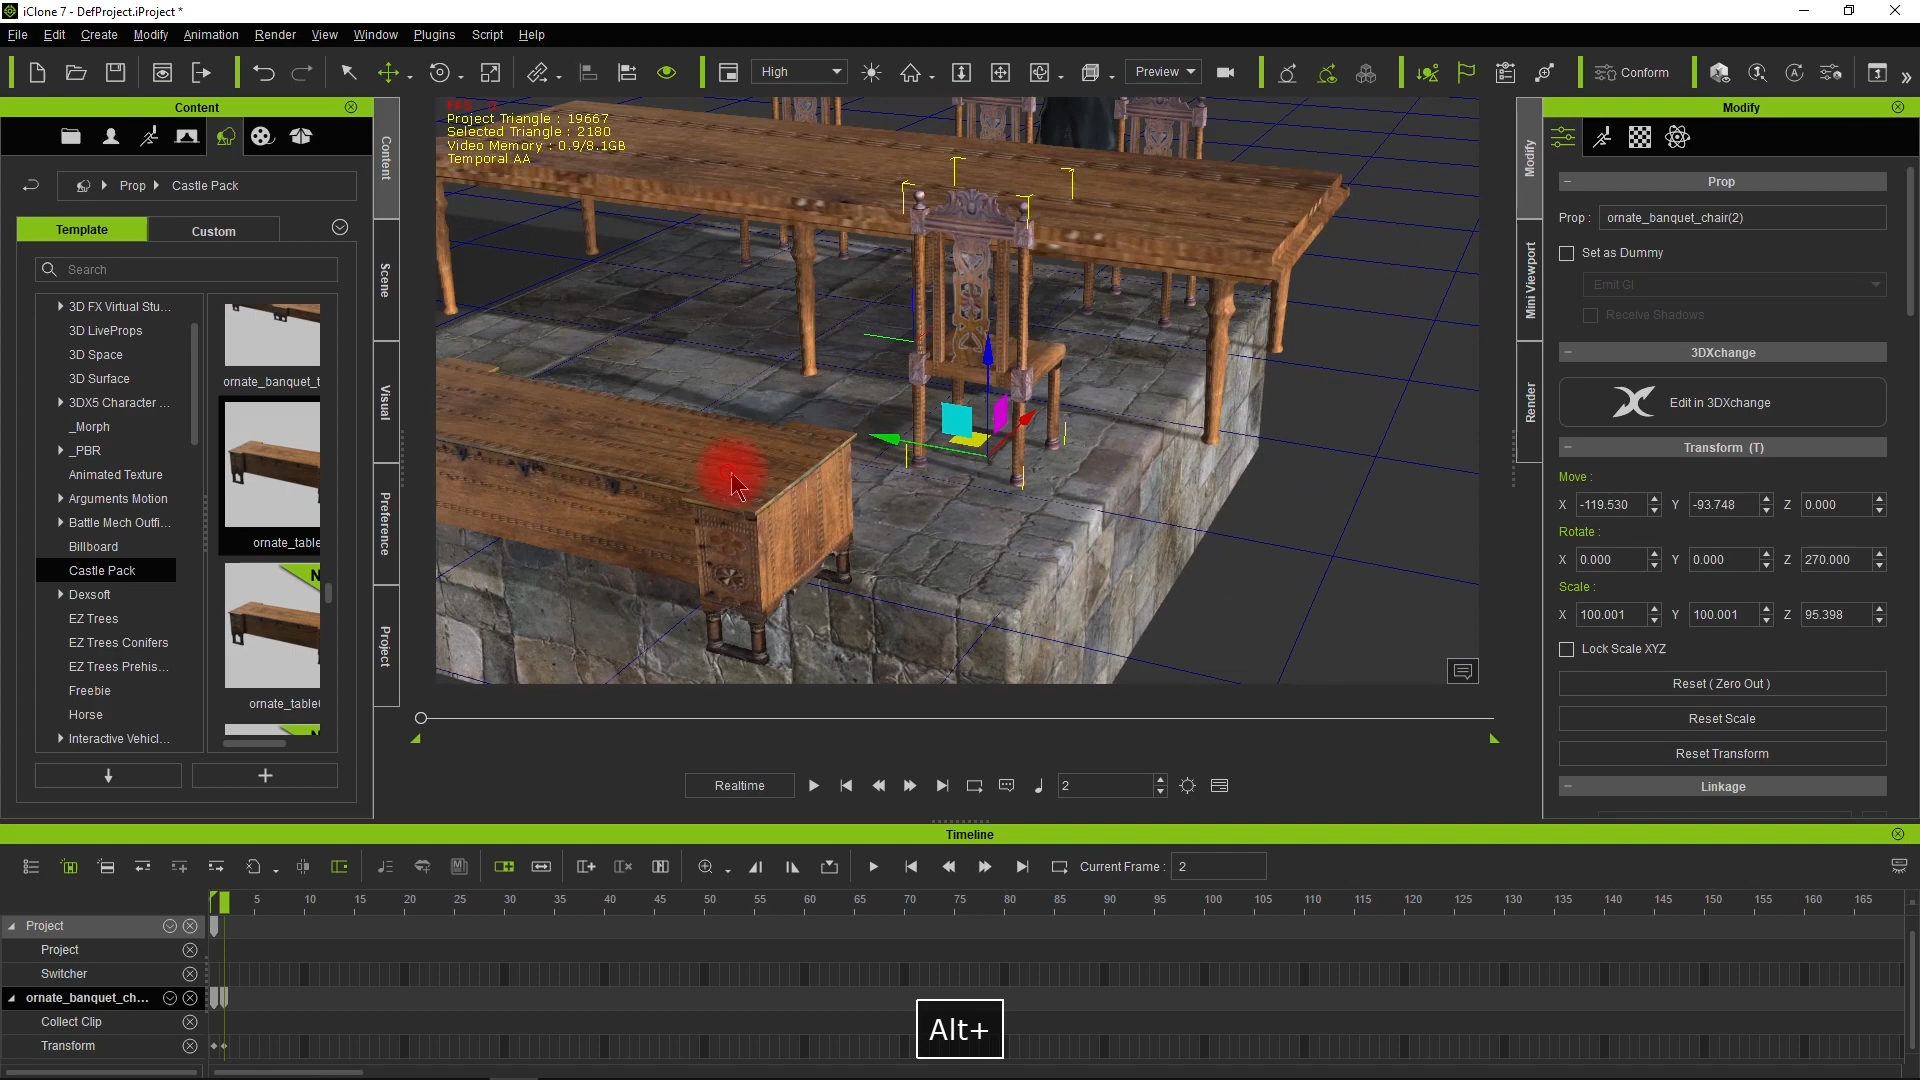 iClone 7 - DefProject.iProject *
File Edit Create Modify Animation Render View Window Plugins Script Help
High
Preview
Conform
Content
Modify
Prop Castle Pack
Template
Custom
Search
3D FX Virtual Stu...
3D LiveProps
3D Space
3D Surface
3DX5 Character ...
_Morph
_PBR
Animated Texture
Arguments Motion
Battle Mech Outfi...
Billboard
Castle Pack
Dexsoft
EZ Trees
EZ Trees Conifers
EZ Trees Prehis...
Freebie
Horse
Interactive Vehicl...
ornate_banquet_t
ornate_table
N
ornate_table
Content
Scene
Visual
Preference
Project
Project Triangle : 19667
Selected Triangle : 2180
Video Memory : 0.9/8.1GB
Temporal AA
Modify
Mini Viewport
Render
Prop
Prop : ornate_banquet_chair(2)
Set as Dummy
Emit GI
Receive Shadows
3DXchange
Edit in 3DXchange
Transform (T)
Move :
X -119.530 Y -93.748 Z 0.000
Rotate :
X 0.000 Y 0.000 Z 270.000
Scale :
X 100.001 Y 100.001 Z 95.398
Lock Scale XYZ
Reset ( Zero Out )
Reset Scale
Reset Transform
Linkage
Realtime
2
Timeline
Current Frame : 2
5 10 15 20 25 30 35 40 45 50 55 60 65 70 75 80 85 90 95 100 105 110 115 120 125 130 135 140 145 150 155 160 165
Project
Project
Switcher
ornate_banquet_ch...
Collect Clip
Transform
Alt+